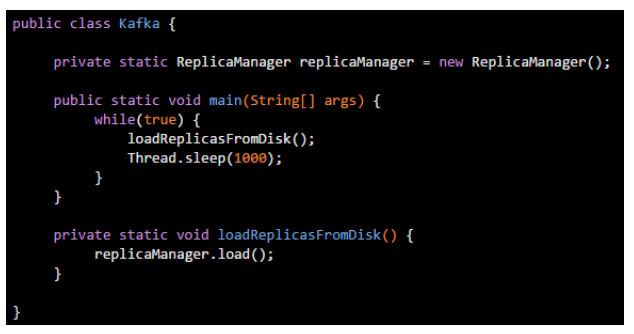 public class Kafka {
private static ReplicaManager replicaManager = new ReplicaManager();
public static void main(String[] args) {
while(true) {
loadReplicasFromDisk();
Thread.sleep(1000);
}
}
private static void loadReplicasFromDisk() {
replicaManager.load();
}
}